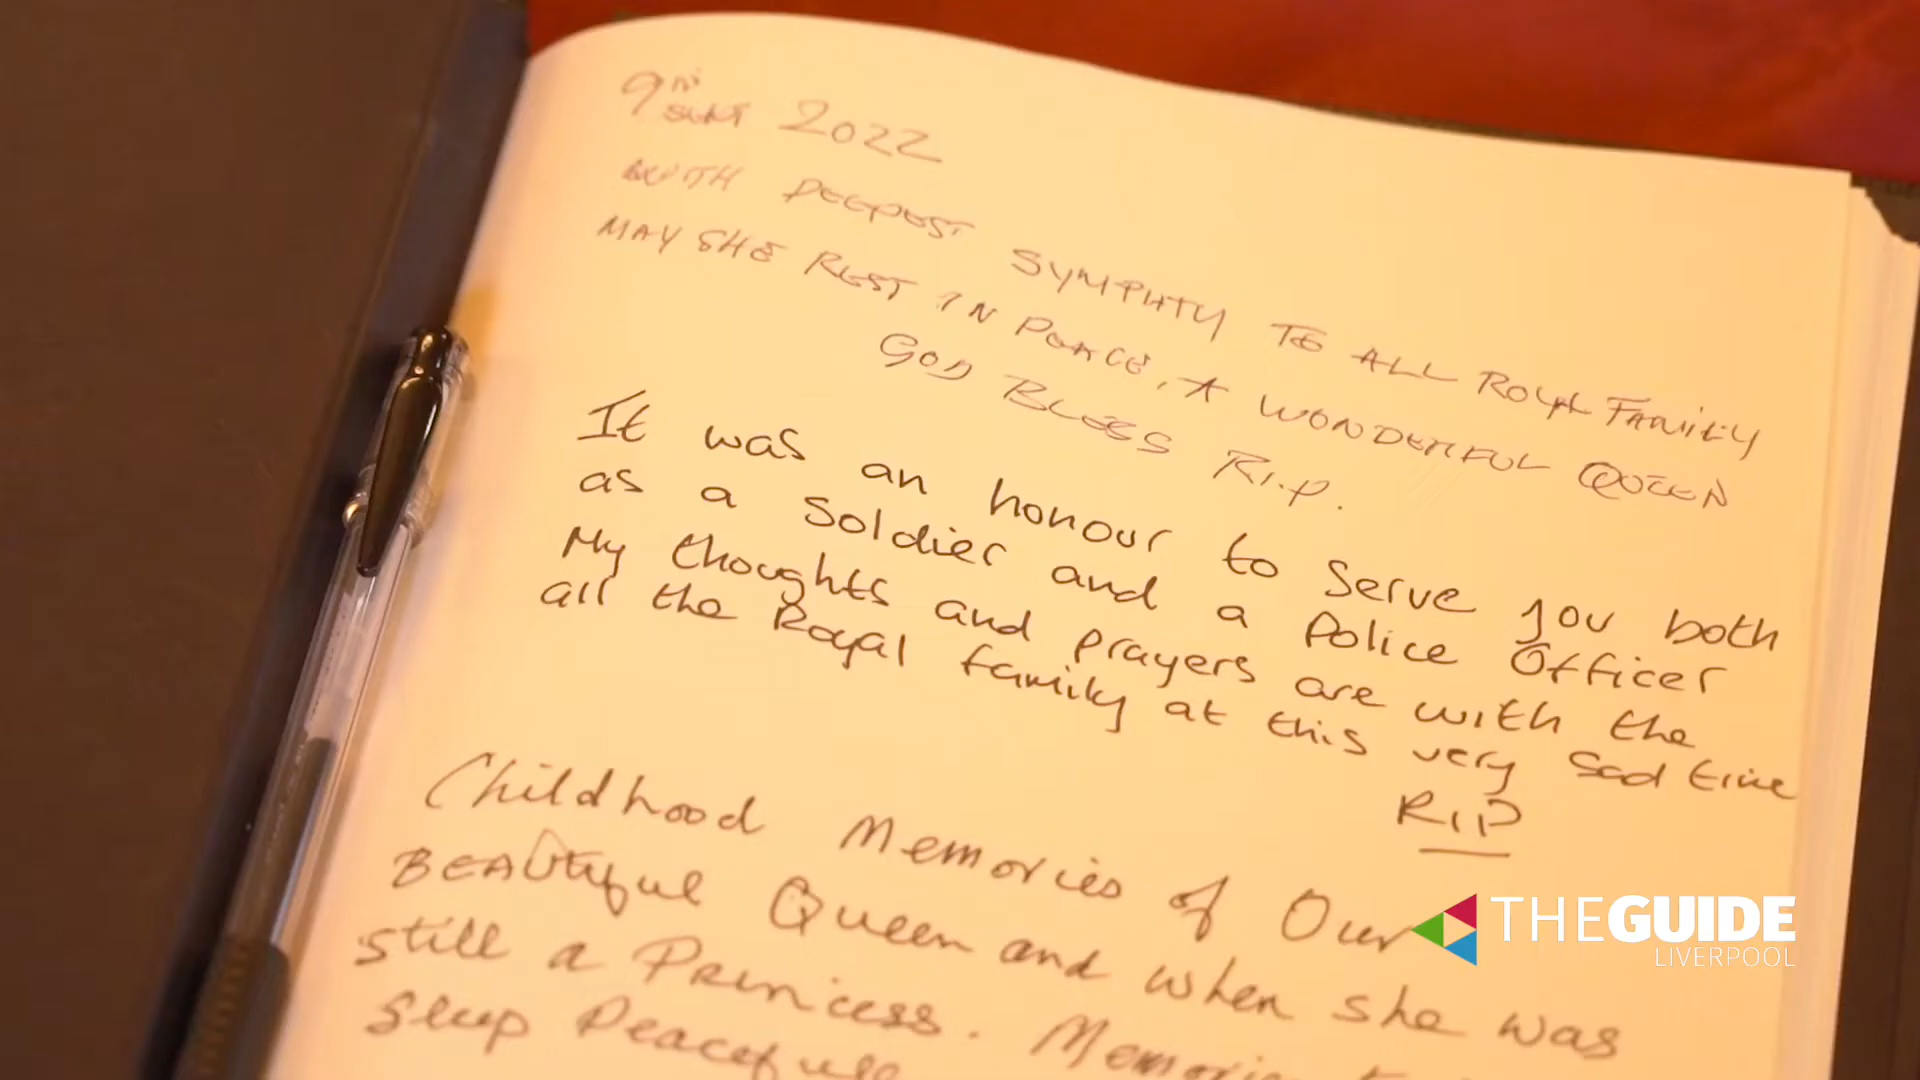 9TH SEPT 2022
WITH DEEPEST SYMPHTY TO ALL ROYAL FAMILY
MAY SHE REST IN PEACE, A WONDERFUL QUEEN
GOD BLESS R.I.P.
It was an honour to serve you both
as a Soldier and a Police Officer
My thoughts and prayers are with the
all the Royal family at this very sad time
RIP
Childhood Memories of Our
BEAUtiful Queen and when she was
still a Princess. Memories
Sleep Peacefull
THEGUIDE
LIVERPOOL